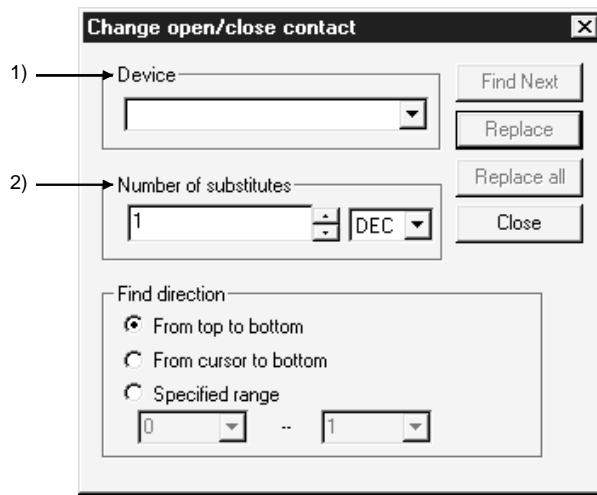 Change open/close contact
1)
Device
Find Next
Replace
2)
Number of substitutes
Replace all
1
DEC
Close
Find direction
From top to bottom
From cursor to bottom
Specified range
0 -- 1